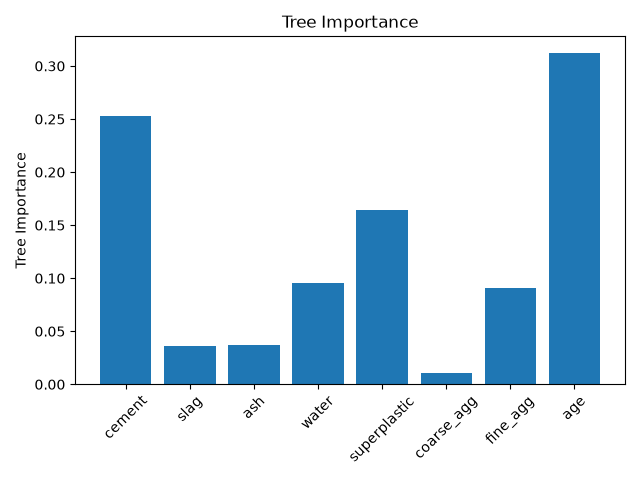 Tree Importance
Tree Importance
0.30
0.25
0.20
0.15
0.10
0.05
0.00
cement
slag
ash
water
superplastic
coarse_agg
fine_agg
age